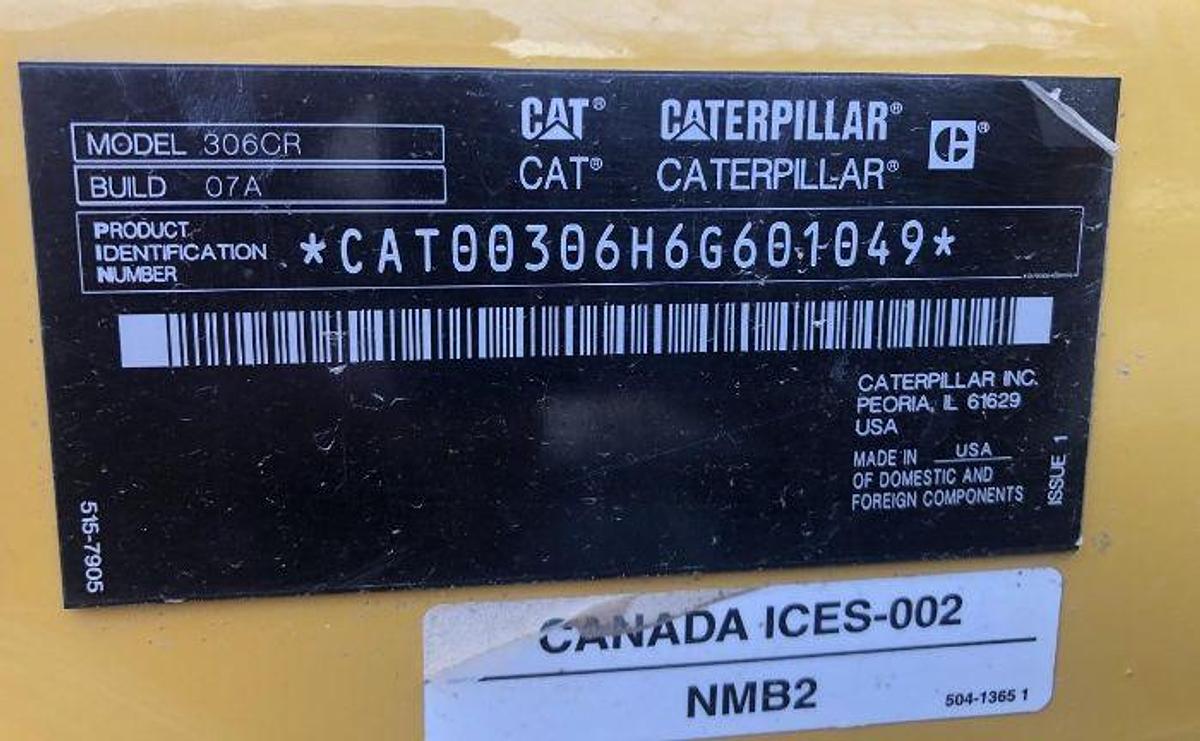 MODEL 306CR
BUILD 07A
CAT® CATERPILLAR® C®
CAT® CATERPILLAR®
PRODUCT
IDENTIFICATION
NUMBER
*CAT00306H6G601049*
CATERPILLAR INC.
PEORIA, IL 61629
USA
MADE IN USA
OF DOMESTIC AND
FOREIGN COMPONENTS
ISSUE 1
515-7905
CANADA ICES-002
NMB2
504-1365 1